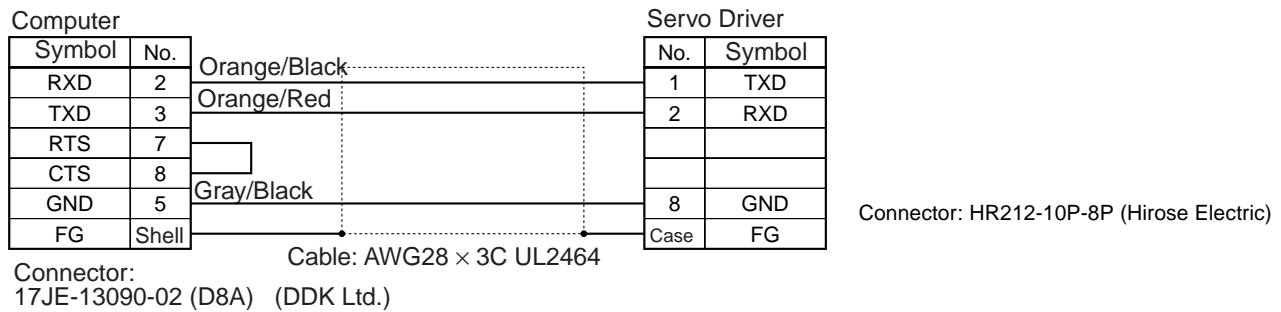 Computer Servo Driver
Symbol No. No. Symbol
Orange/Black
RXD 2 1 TXD
Orange/Red
TXD 3 2 RXD
RTS 7
CTS 8
Gray/Black
GND 5 8 GND
Connector: HR212-10P-8P (Hirose Electric)
FG Shell Case FG
Cable: AWG28 × 3C UL2464
Connector:
17JE-13090-02 (D8A) (DDK Ltd.)